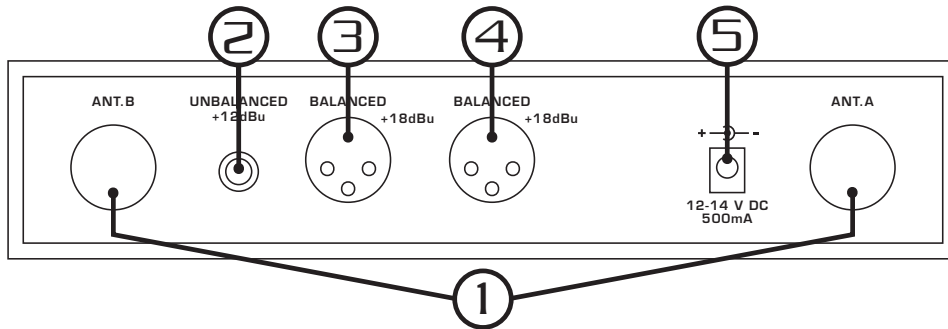 2 3 4 5
ANT.B UNBALANCED BALANCED BALANCED ANT.A
+12dBu +18dBu +18dBu
+ -
12-14 V DC
500mA
1